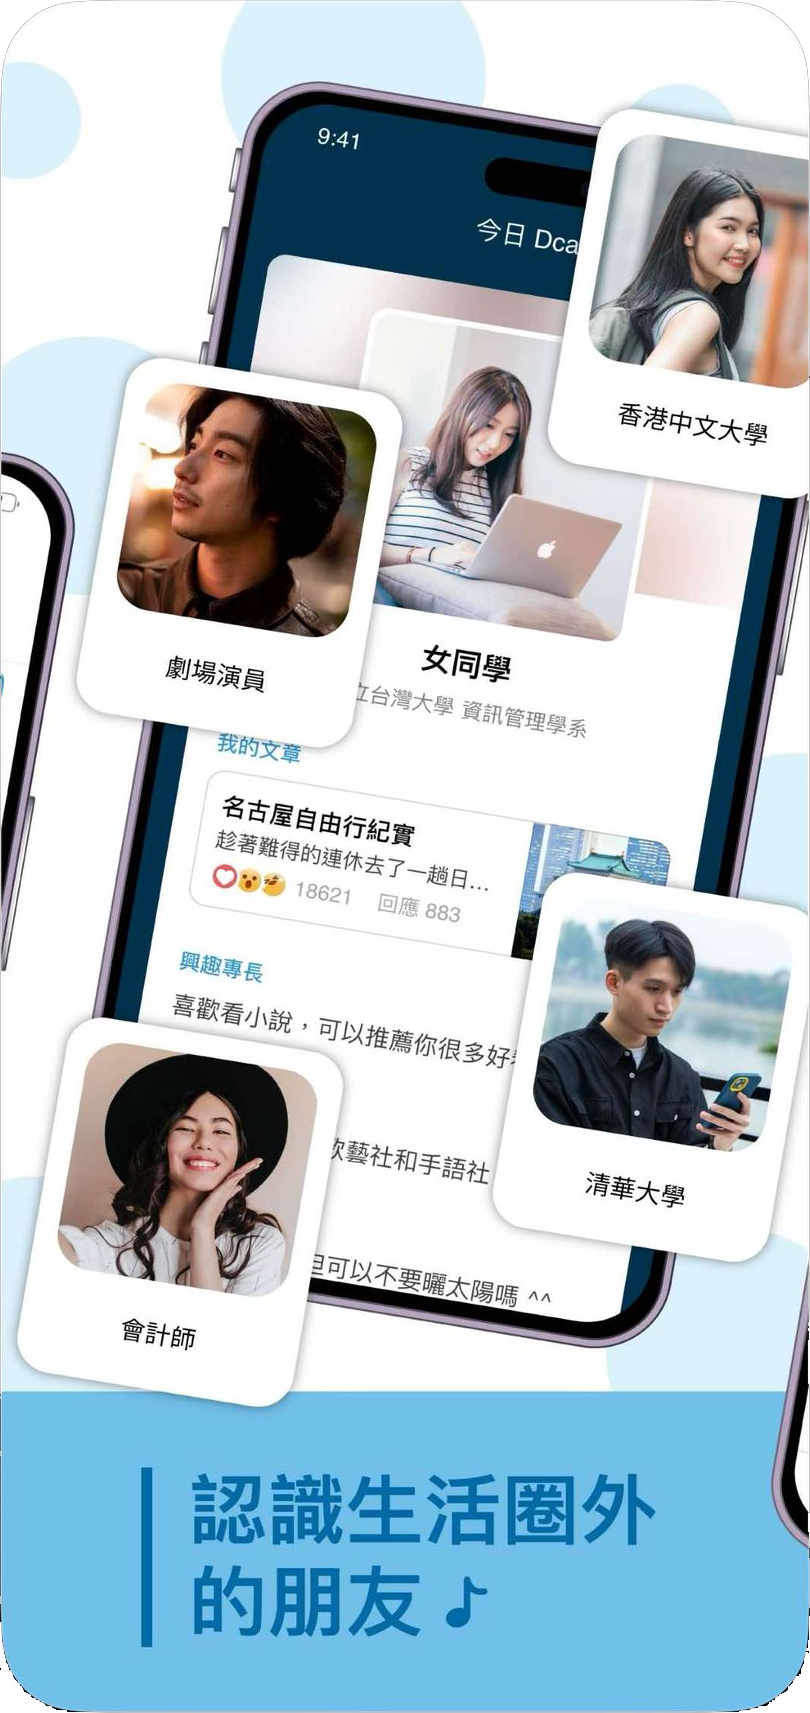 9:41
今日 Dca
香港中文大學
劇場演員
女同學
立台灣大學 資訊管理學系
我的文章
名古屋自由行紀實
趁著難得的連休去了一趟日...
18621 回應 883
興趣專長
喜歡看小說，可以推薦你很多好
藝社和手語社
清華大學
但可以不要曬太陽嗎 ^^
會計師
認識生活圈外
的朋友♪